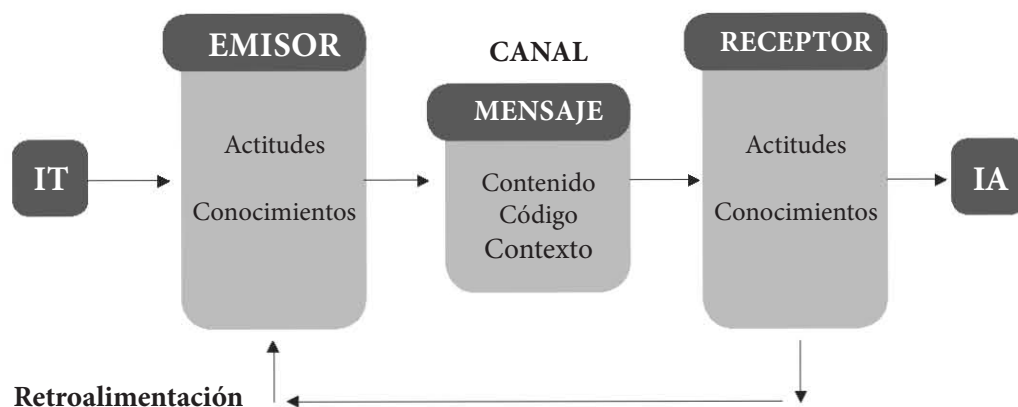 IT
EMISOR
Actitudes
Conocimientos
CANAL
MENSAJE
Contenido
Código
Contexto
RECEPTOR
Actitudes
Conocimientos
IA
Retroalimentación